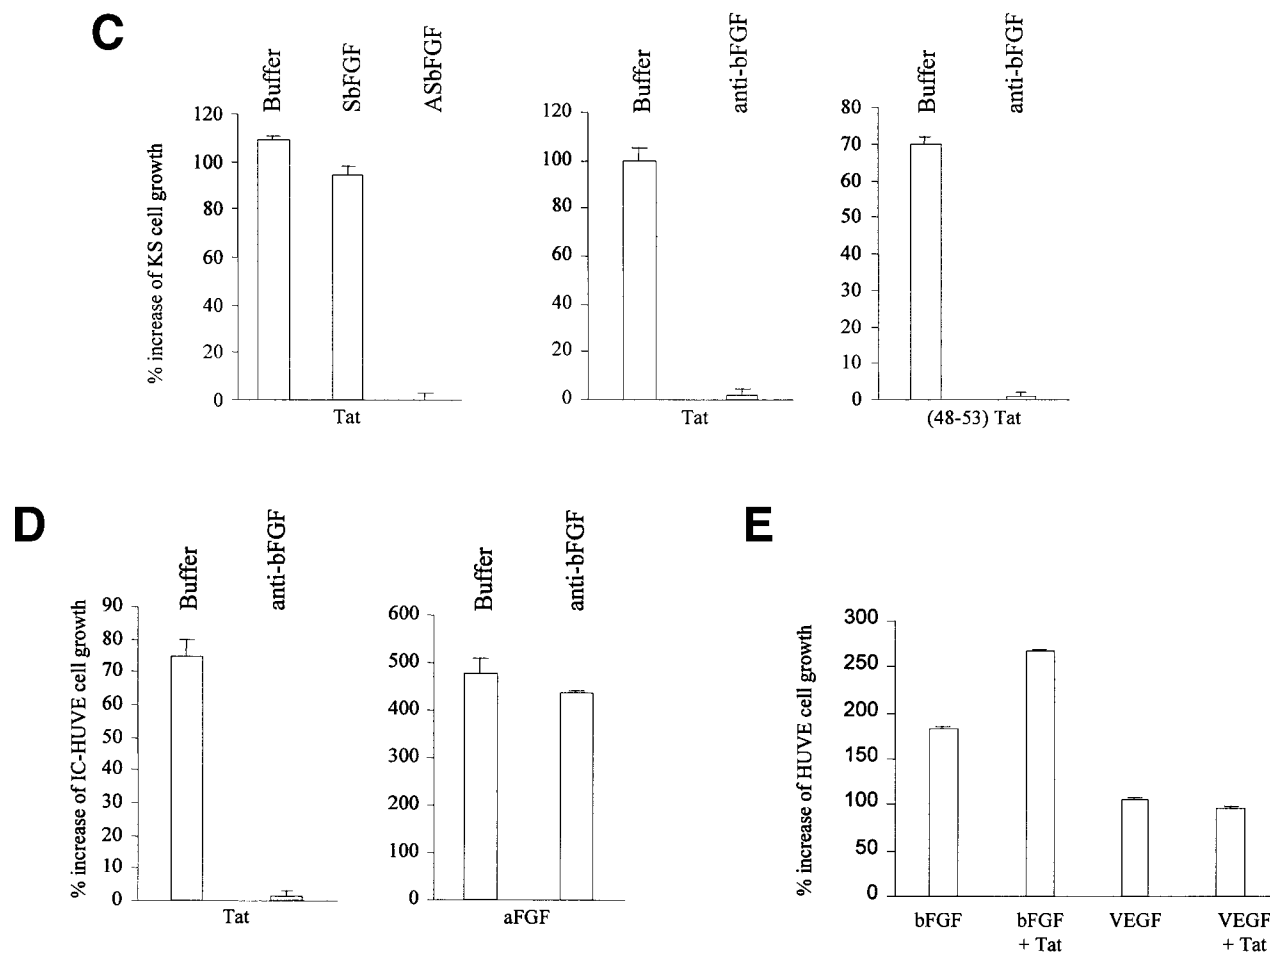 C
Buffer
SbFGF
ASbFGF
% increase of KS cell growth
120
100
80
60
40
20
0
Tat
Buffer
anti-bFGF
120
100
80
60
40
20
0
Tat
Buffer
anti-bFGF
80
70
60
50
40
30
20
10
0
(48-53) Tat
D
Buffer
anti-bFGF
% increase of IC-HUVE cell growth
90
80
70
60
50
40
30
20
10
0
Tat
Buffer
anti-bFGF
600
500
400
300
200
100
0
aFGF
E
% increase of HUVE cell growth
300
250
200
150
100
50
0
bFGF
bFGF
+ Tat
VEGF
VEGF
+ Tat